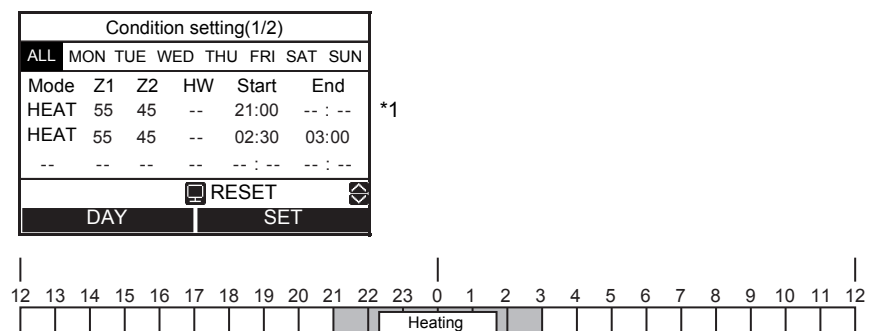 Condition setting(1/2)
ALL MON TUE WED THU FRI SAT SUN
Mode Z1 Z2 HW Start End
HEAT 55 45 -- 21:00 -- : -- *1
HEAT 55 45 -- 02:30 03:00
-- -- -- -- : -- -- : --
RESET
DAY SET
12 13 14 15 16 17 18 19 20 21 22 23 0 1 2 3 4 5 6 7 8 9 10 11 12
Heating